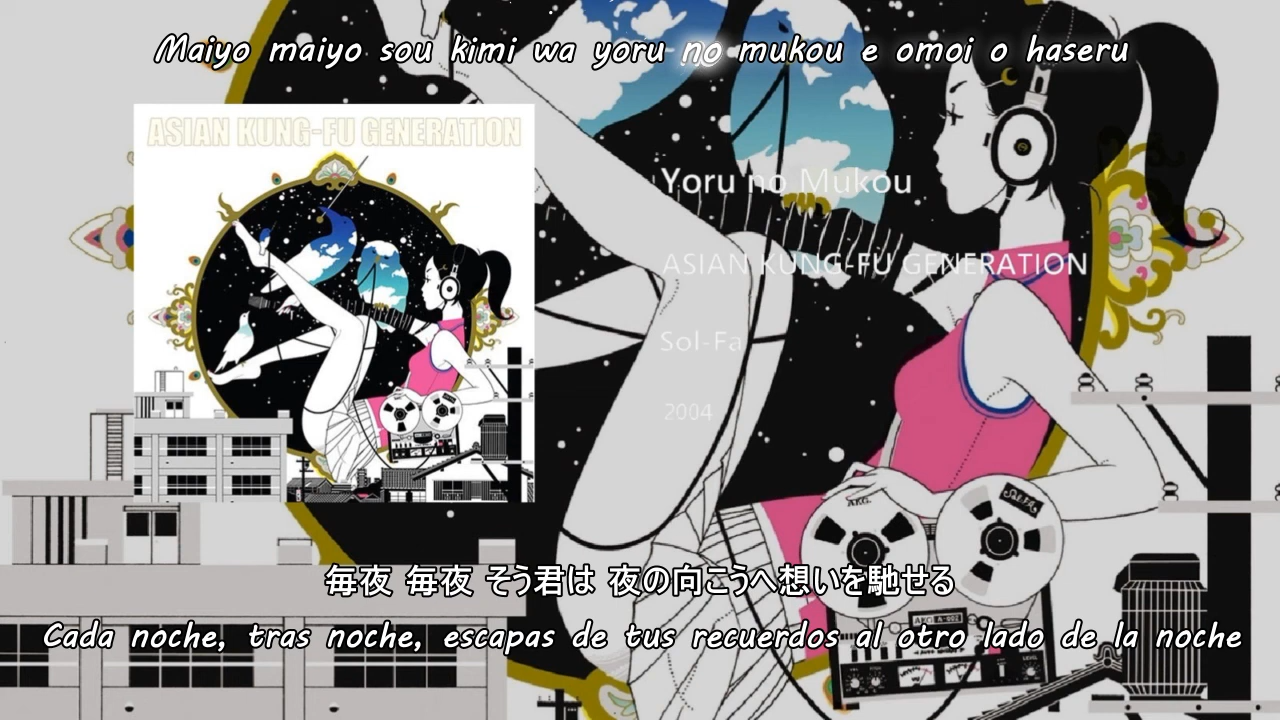 Maiyo maiyo sou kimi wa yoru no mukou e omoi o haseru
ASIAN KUNG-FU GENERATION
Yoru no Mukou
ASIAN KUNG-FU GENERATION
Sol-Fa
2004
AKG.
SOL-FA
毎夜 毎夜 そう君は 夜の向こうへ想いを馳せる
Cada noche, tras noche, escapas de tus recuerdos al otro lado de la noche